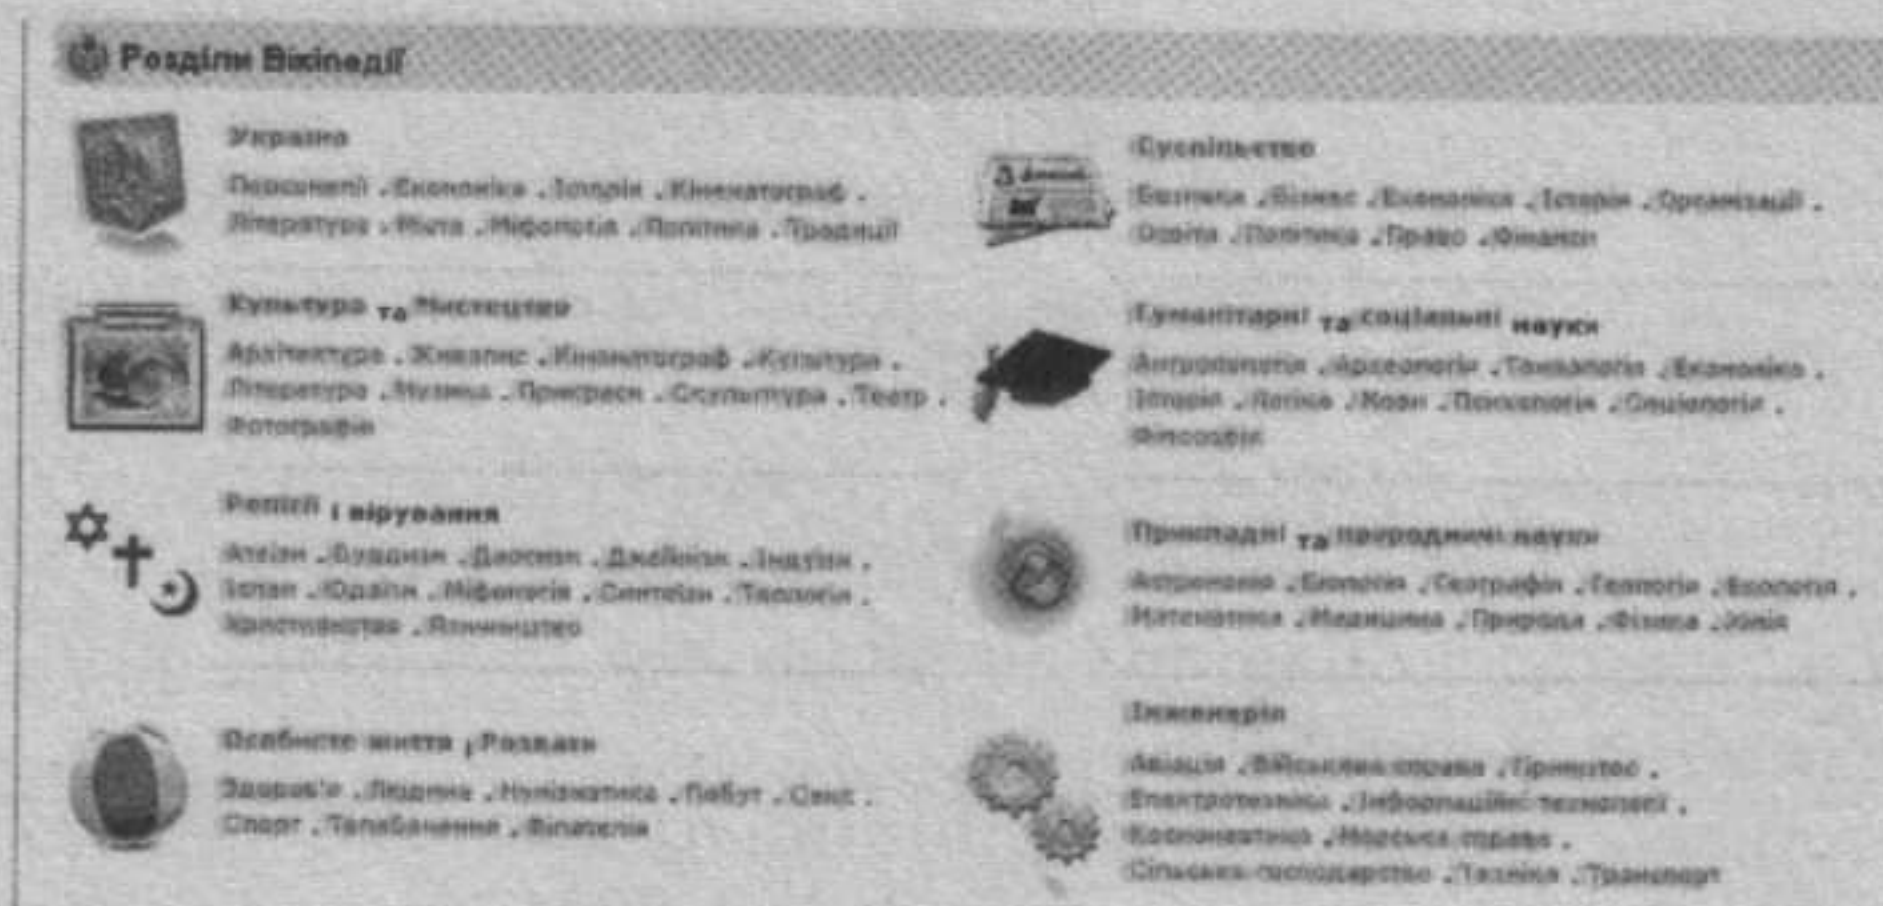 Розділи Вікіпедії
Україна
Персоналії . Економіка . Історія . Кінематограф .
Література . Міста . Міфологія . Політика . Традиції
Культура та Мистецтво
Архітектура . Живопис . Кінематограф . Культура .
Література . Музика . Прикраси . Скульптура . Театр .
Фотографія
Релігії і вірування
Атеїзм . Буддизм . Даосизм . Джайнізм . Індуїзм .
Іслам . Юдаїзм . Міфологія . Синтоїзм . Теологія .
Християнство . Язичництво
Особисте життя і Розваги
Здоров'я . Людина . Нумізматика . Побут . Секс .
Спорт . Телебачення . Філателія
Суспільство
Безпека . Бізнес . Економіка . Історія . Організації .
Освіта . Політика . Право . Фінанси
Гуманітарні та соціальні науки
Антропологія . Археологія . Економіка .
Історія . Логіка . Мови . Психологія . Соціологія .
Філософія
Прикладні та природничі науки
Астрономія . Біологія . Географія . Геологія . Екологія .
Математика . Медицина . Природа . Фізика . Хімія
Інженерія
Авіація . Військова справа . Гірництво .
Електротехніка . Інформаційні технології .
Космонавтика . Морська справа .
Сільське господарство . Техніка . Транспорт